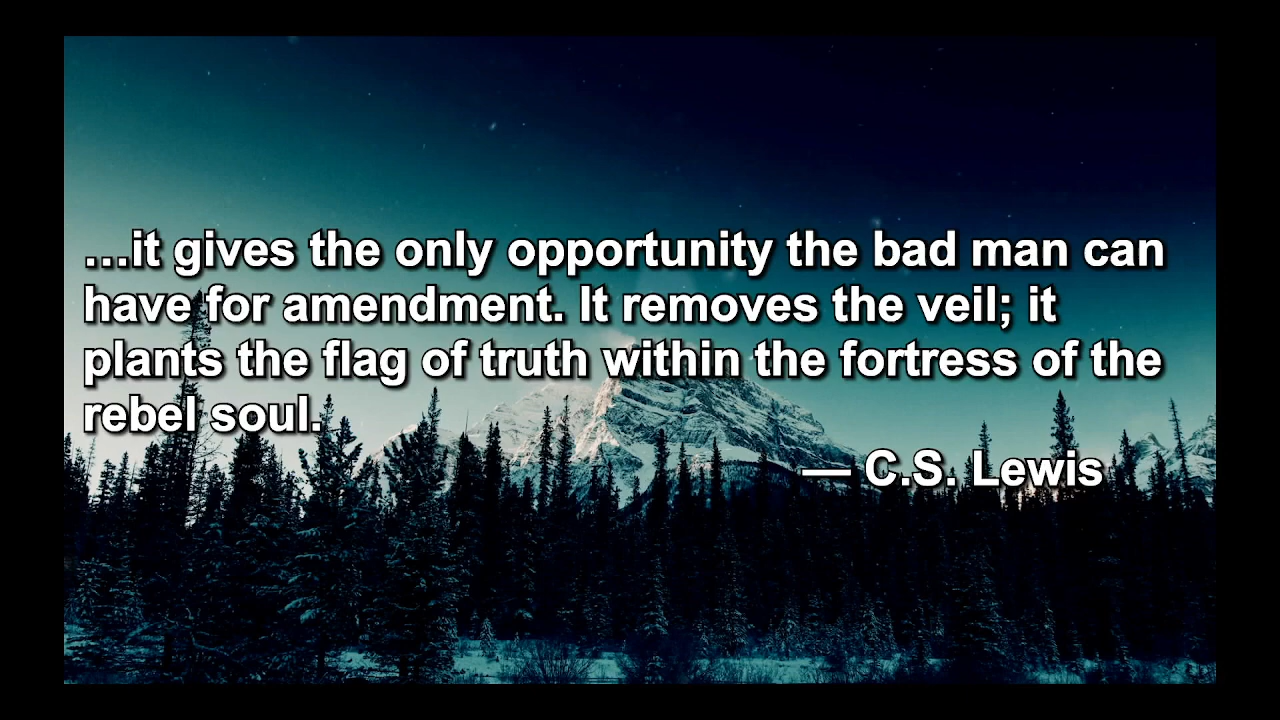 …it gives the only opportunity the bad man can
have for amendment. It removes the veil; it
plants the flag of truth within the fortress of the
rebel soul.
— C.S. Lewis